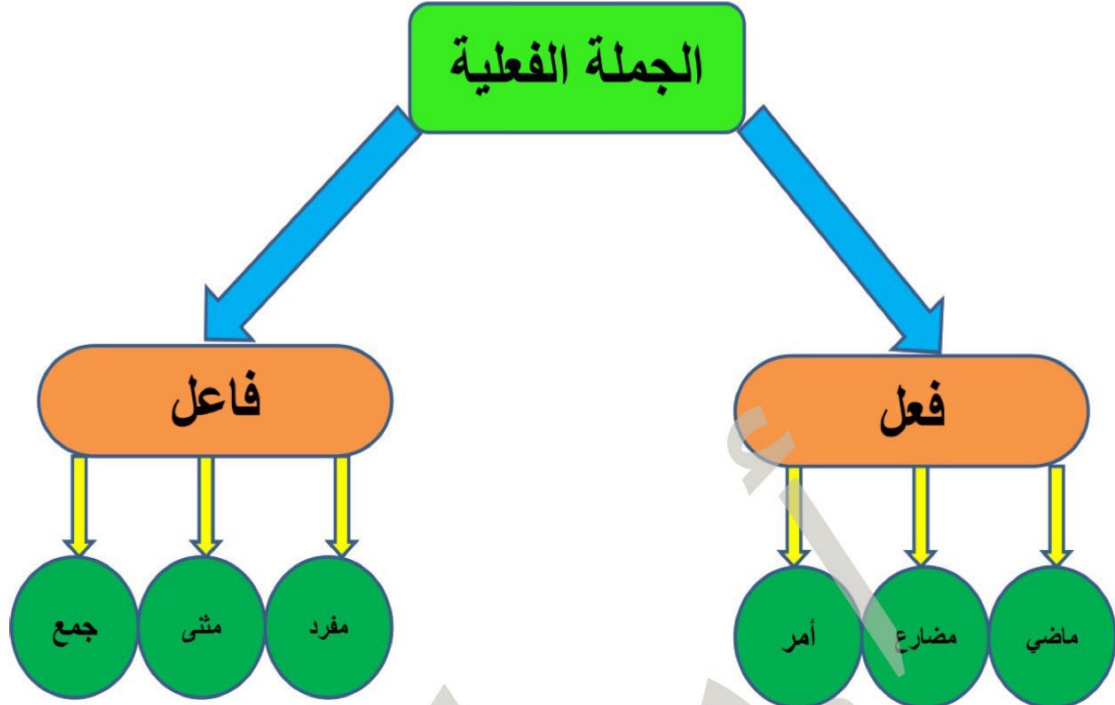 الجملة الفعلية
فعل
فاعل
ماضي
مضارع
أمر
مفرد
مثنى
جمع